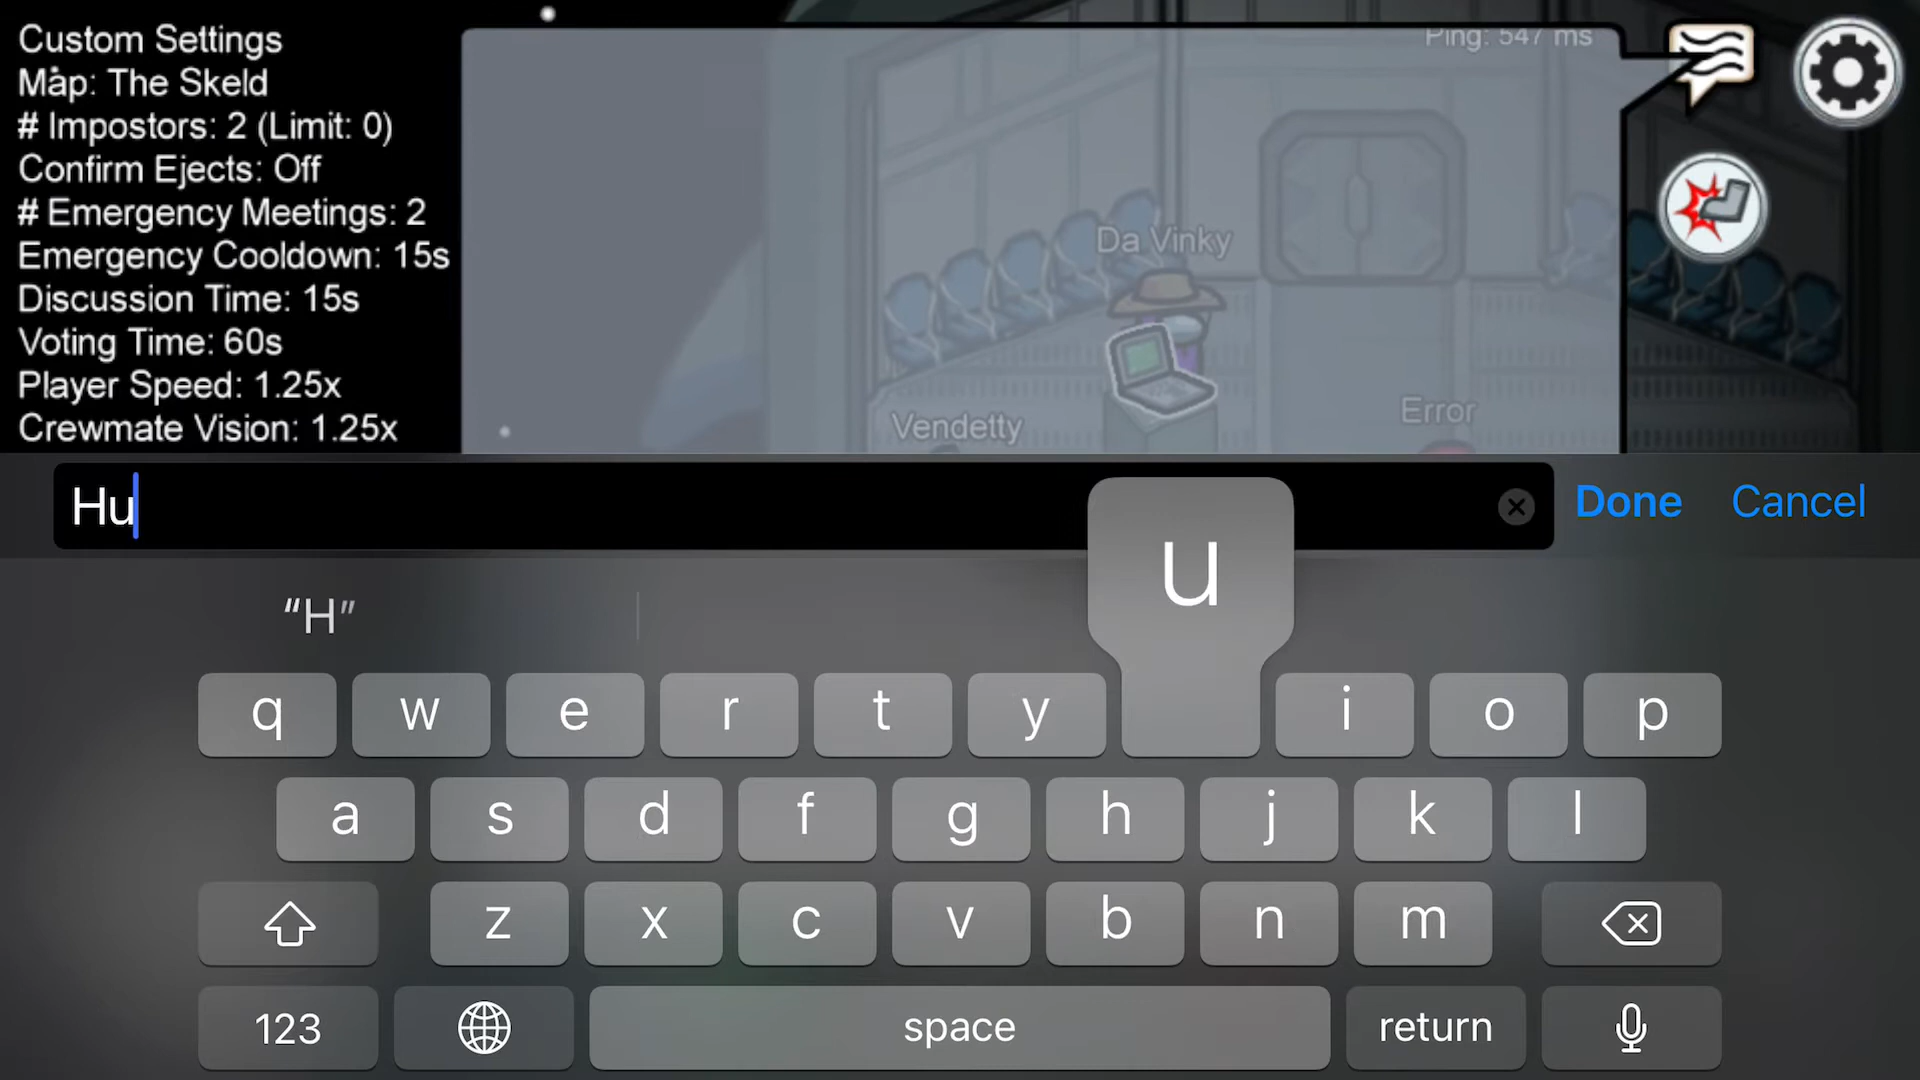 Custom Settings
Map: The Skeld
# Impostors: 2 (Limit: 0)
Confirm Ejects: Off
# Emergency Meetings: 2
Emergency Cooldown: 15s
Discussion Time: 15s
Voting Time: 60s
Player Speed: 1.25x
Crewmate Vision: 1.25x
Ping: 547 ms
Da Vinky
Vendetty
Error
Hu
Done
Cancel
“H”
u
q w e r t y i o p
a s d f g h j k l
z x c v b n m
123
space
return